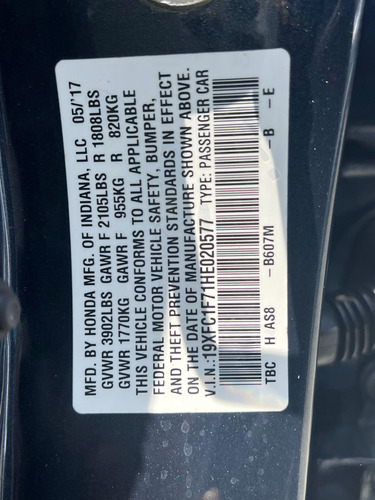 MFD. BY HONDA MFG. OF INDIANA, LLC 05/'17
GVWR 3902LBS GAWR F 2105LBS R 1808LBS
GVWR 1770KG GAWR F 955KG R 820KG
THIS VEHICLE CONFORMS TO ALL APPLICABLE
FEDERAL MOTOR VEHICLE SAFETY, BUMPER,
AND THEFT PREVENTION STANDARDS IN EFFECT
ON THE DATE OF MANUFACTURE SHOWN ABOVE.
V.I.N.:19XFC1F71HE020577 TYPE: PASSENGER CAR
TBC H AS8 - B607M - B - E